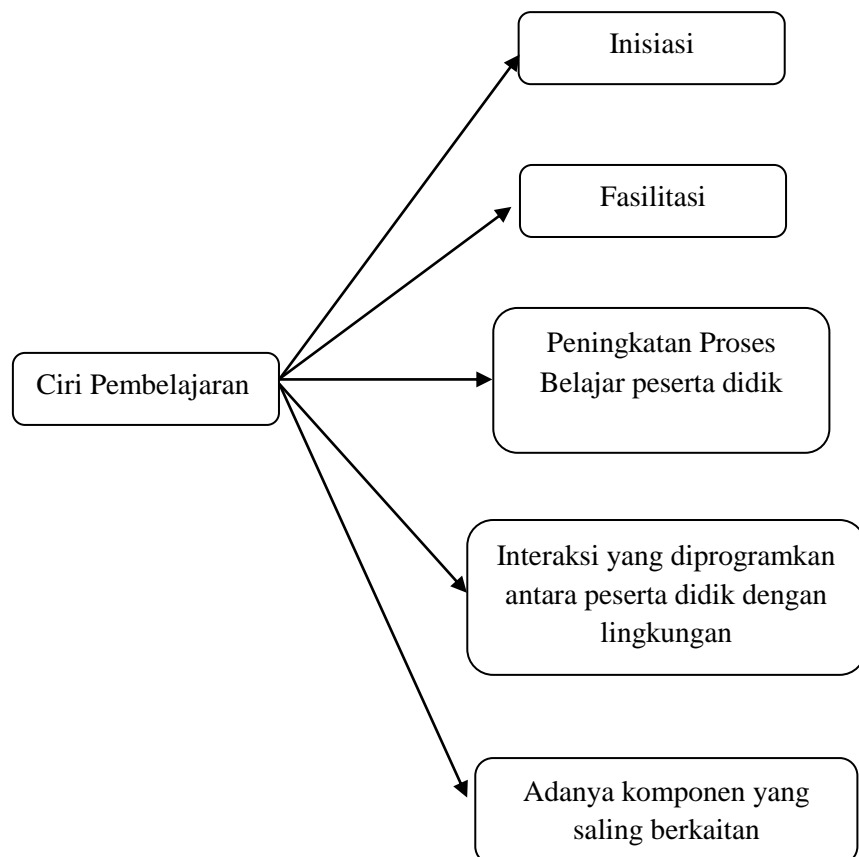 Inisiasi
Fasilitasi
Peningkatan Proses
Belajar peserta didik
Ciri Pembelajaran
Interaksi yang diprogramkan
antara peserta didik dengan
lingkungan
Adanya komponen yang
saling berkaitan